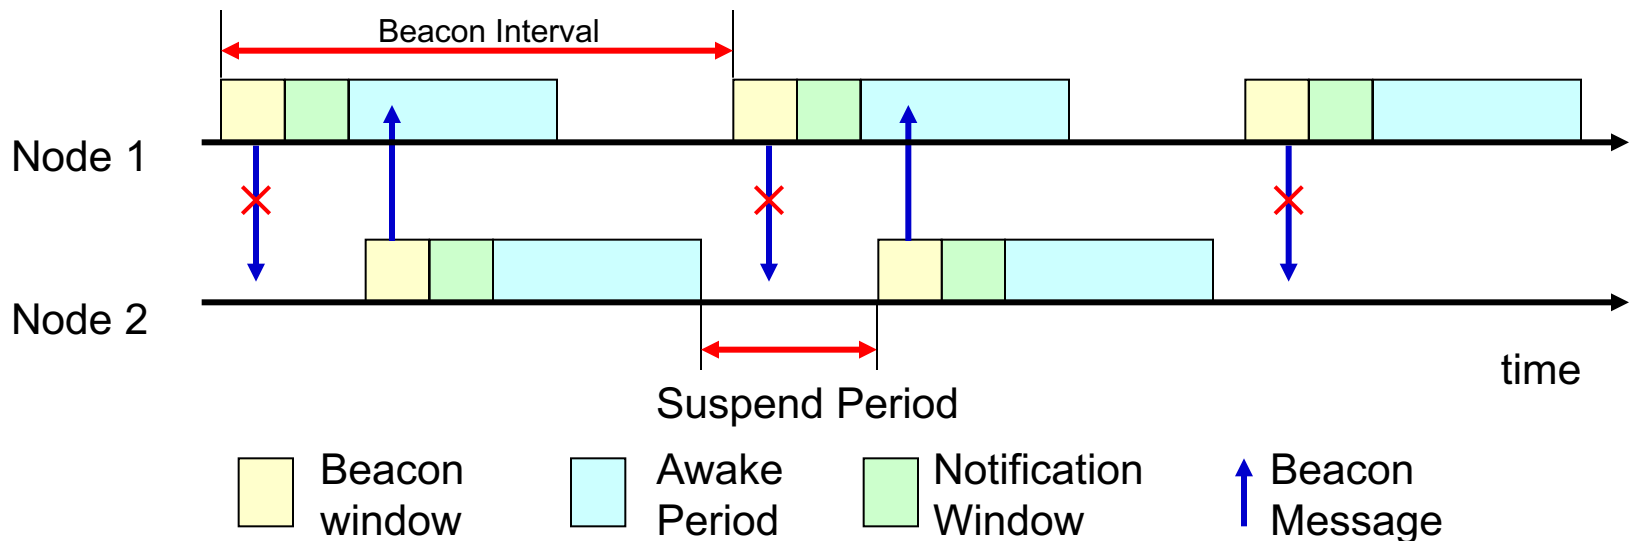 Beacon Interval
Node 1
Node 2
time
Suspend Period
Beacon
window
Awake
Period
Notification
Window
Beacon
Message